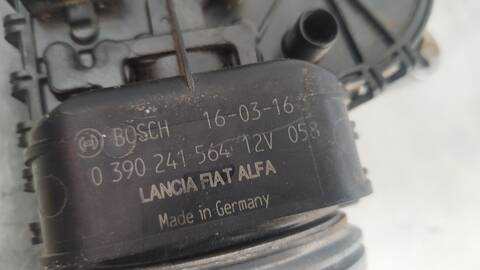 BOSCH 16-03-16
0 390 241 564 12V 058
LANCIA FIAT ALFA
Made in Germany